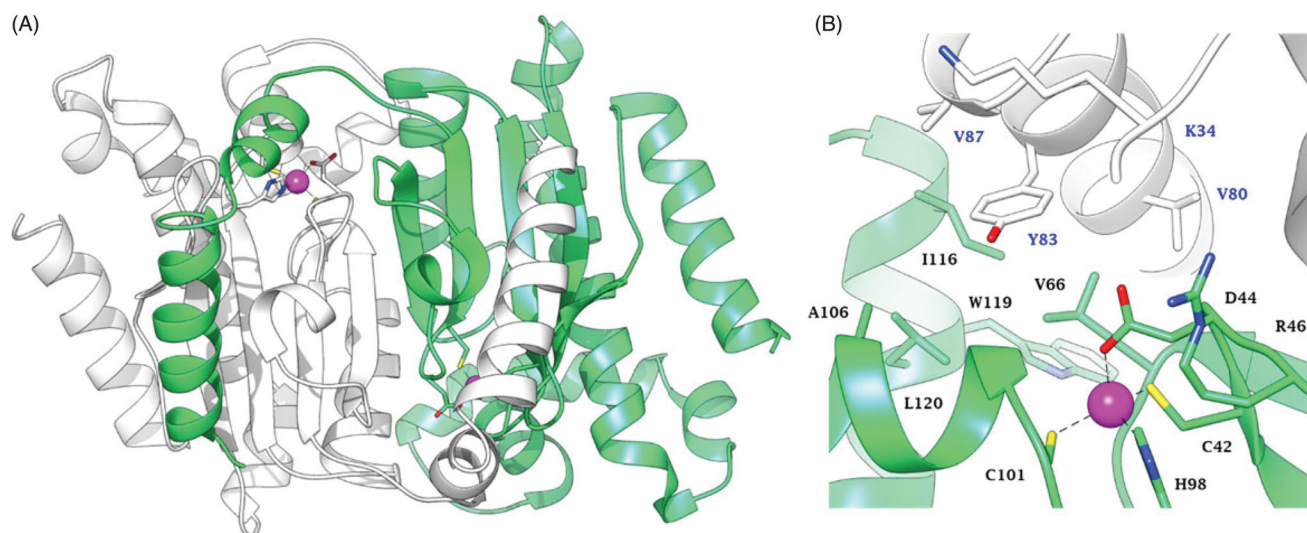 (A)
(B)
V87
K34
V80
Y83
I116
V66
D44
A106
W119
R46
L120
C42
C101
H98